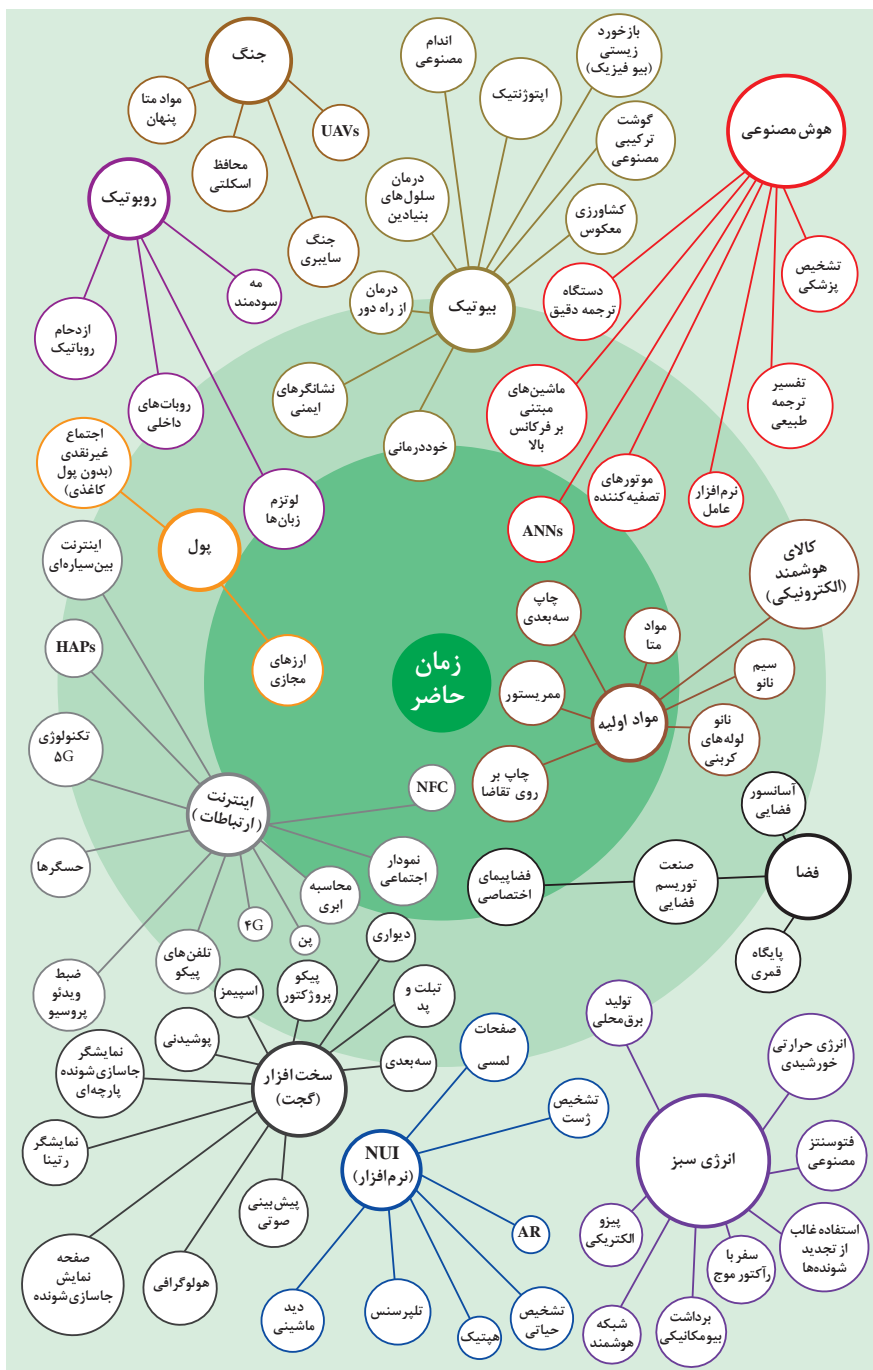 جنگ
مواد متا
پنهان
محافظ
اسکلتی
جنگ
سایبری
UAVs
روبوتیک
ازدحام
روباتیک
روبات‌های
داخلی
لوتزم
زبان‌ها
مه
سودمند
بیوتیک
اندام
مصنوعی
اپتوژنتیک
بازخورد
زیستی
(بیو فیزیک)
گوشت
ترکیبی
مصنوعی
کشاورزی
معکوس
درمان
سلول‌های
بنیادین
درمان
از راه دور
نشانگرهای
ایمنی
خوددرمانی
هوش مصنوعی
تشخیص
پزشکی
تفسیر
ترجمه
طبیعی
نرم‌افزار
عامل
موتورهای
تصفیه‌کننده
ANNs
ماشین‌های
مبتنی
بر فرکانس
بالا
دستگاه
ترجمه دقیق
پول
اجتماع
غیرنقدی
(بدون پول
کاغذی)
ارزهای
مجازی
زمان
حاضر
مواد اولیه
چاپ
سه‌بعدی
مواد
متا
کالای
هوشمند
(الکترونیکی)
سیم
نانو
نانو
لوله‌های
کربنی
ممریستور
چاپ بر
روی تقاضا
اینترنت
(ارتباطات)
اینترنت
بین‌سیاره‌ای
HAPs
تکنولوژی
۵G
حسگرها
ضبط
ویدئو
پروسیو
تلفن‌های
پیکو
۴G
پن
محاسبه
ابری
نمودار
اجتماعی
NFC
فضا
آسانسور
فضایی
صنعت
توریسم
فضایی
فضاپیمای
اختصاصی
پایگاه
قمری
سخت‌افزار
(گجت)
دیواری
پیکو
پروژکتور
اسپیمز
تبلت و
پد
سه‌بعدی
پوشیدنی
نمایشگر
جاسازی‌شونده
پارچه‌ای
نمایشگر
رتینا
صفحه
نمایش
جاسازی‌شونده
هولوگرافی
پیش‌بینی
صوتی
NUI
(نرم‌افزار)
صفحات
لمسی
تشخیص
ژست
AR
تشخیص
حیاتی
هپتیک
تلپرسنس
دید
ماشینی
انرژی سبز
تولید
برق‌محلی
انرژی حرارتی
خورشیدی
فتوسنتز
مصنوعی
استفاده غالب
از تجدید
شونده‌ها
سفر با
رآکتور موج
برداشت
بیومکانیکی
شبکه
هوشمند
پیزو
الکتریکی